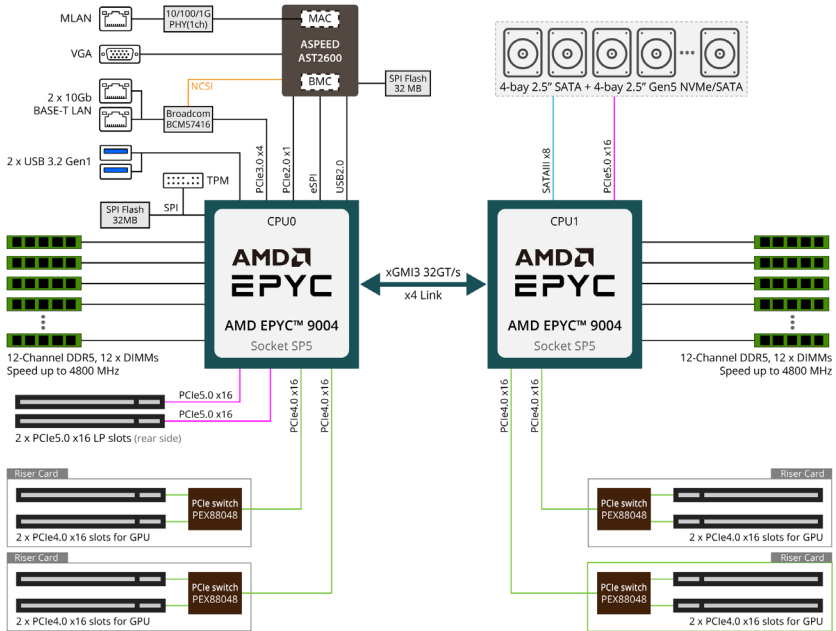 MLAN
10/100/1G
PHY(1ch)
MAC
ASPEED
AST2600
BMC
VGA
SPI Flash
32 MB
NCSI
2 x 10Gb
BASE-T LAN
Broadcom
BCM57416
2 x USB 3.2 Gen1
TPM
SPI Flash
32MB
SPI
PCIe3.0 x4
PCIe2.0 x1
eSPI
USB2.0
4-bay 2.5” SATA + 4-bay 2.5” Gen5 NVMe/SATA
SATAIII x8
PCIe5.0 x16
CPU0
AMD
EPYC
AMD EPYC™ 9004
Socket SP5
xGMI3 32GT/s
x4 Link
CPU1
AMD
EPYC
AMD EPYC™ 9004
Socket SP5
12-Channel DDR5, 12 x DIMMs
Speed up to 4800 MHz
12-Channel DDR5, 12 x DIMMs
Speed up to 4800 MHz
PCIe5.0 x16
PCIe5.0 x16
2 x PCIe5.0 x16 LP slots (rear side)
PCIe4.0 x16
PCIe4.0 x16
PCIe4.0 x16
PCIe4.0 x16
Riser Card
PCIe switch
PEX88048
2 x PCIe4.0 x16 slots for GPU
Riser Card
PCIe switch
PEX88048
2 x PCIe4.0 x16 slots for GPU
Riser Card
PCIe switch
PEX88048
2 x PCIe4.0 x16 slots for GPU
Riser Card
PCIe switch
PEX88048
2 x PCIe4.0 x16 slots for GPU